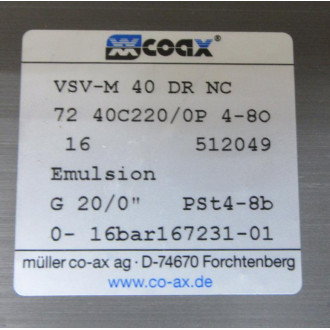 coax®
VSV-M 40 DR NC
72 40C220/0P 4-80
16 512049
Emulsion
G 20/0" PSt4-8b
0- 16bar167231-01
müller co-ax ag · D-74670 Forchtenberg
www.co-ax.de